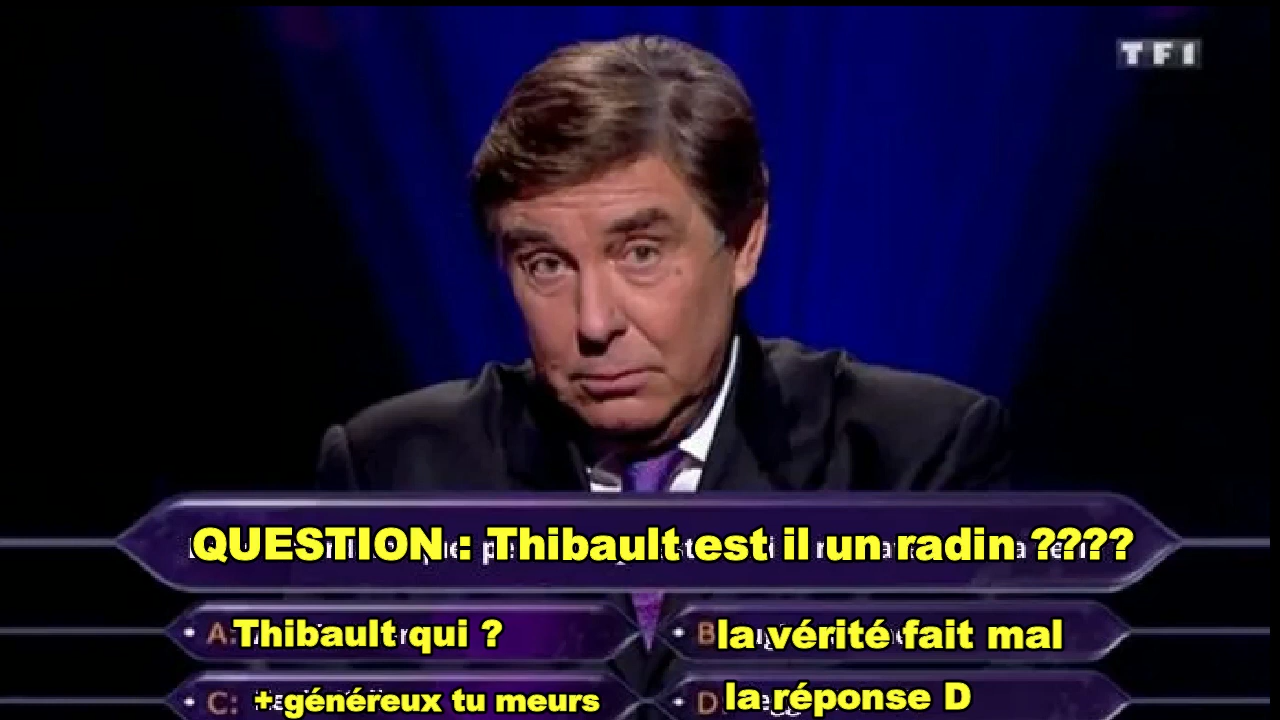 TF1
QUESTION : Thibault est il un radin ????
A: Thibault qui ?
B la vérité fait mal
C: + généreux tu meurs
D la réponse D